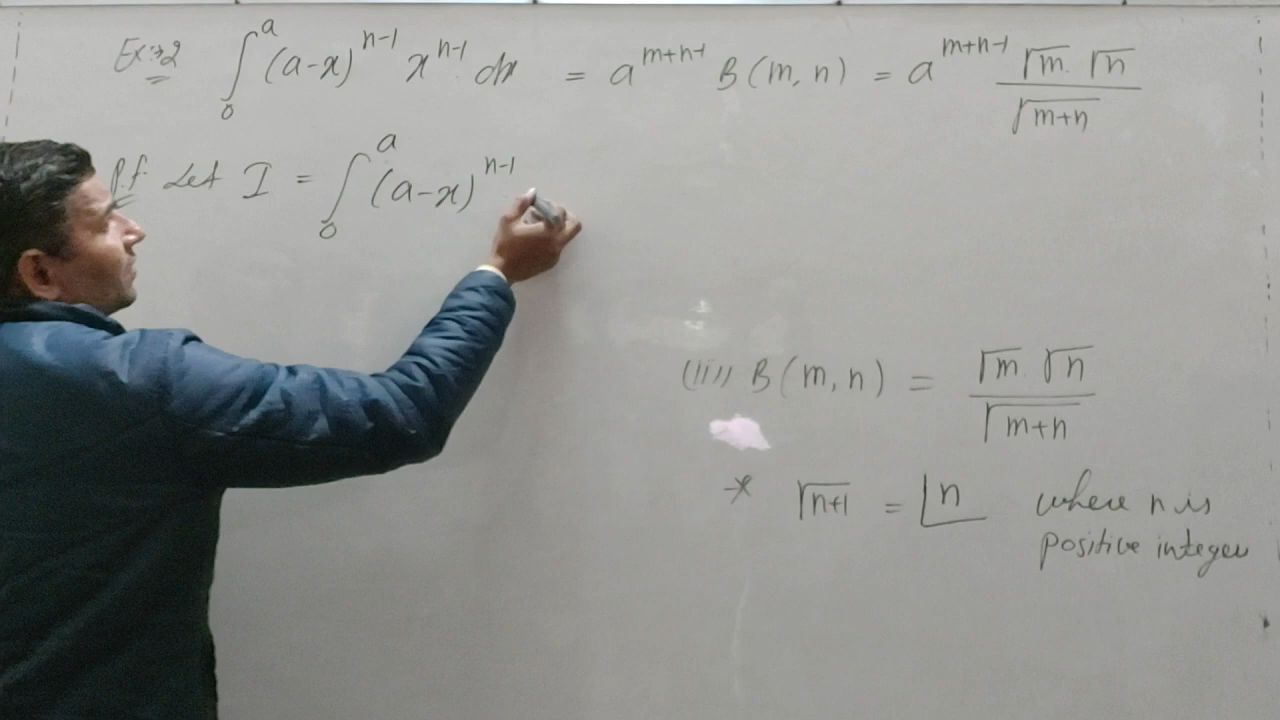 Ex:2 ∫₀ᵃ (a-x)ⁿ⁻¹ xⁿ⁻¹ dx = aᵐ⁺ⁿ⁻¹ B(m, n) = aᵐ⁺ⁿ⁻¹ Γm . Γn / Γm+n
P.f. Let I = ∫₀ᵃ (a-x)ⁿ⁻¹
(iii) B(m, n) = Γm . Γn / Γm+n
* Γn+1 = ⌊n where n is
positive integer